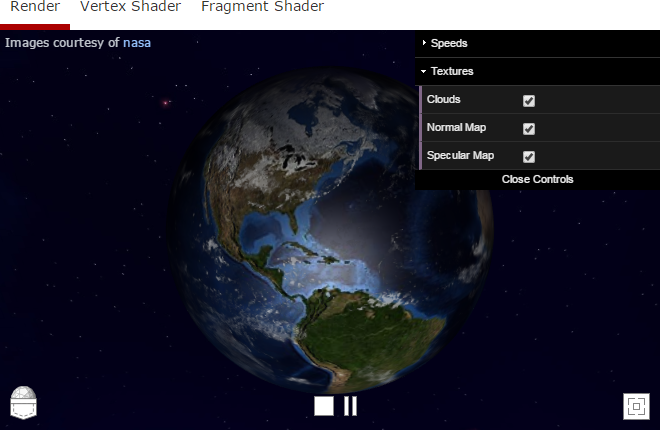 Render Vertex Shader Fragment Shader
Images courtesy of nasa
Speeds
Textures
Clouds
Normal Map
Specular Map
Close Controls